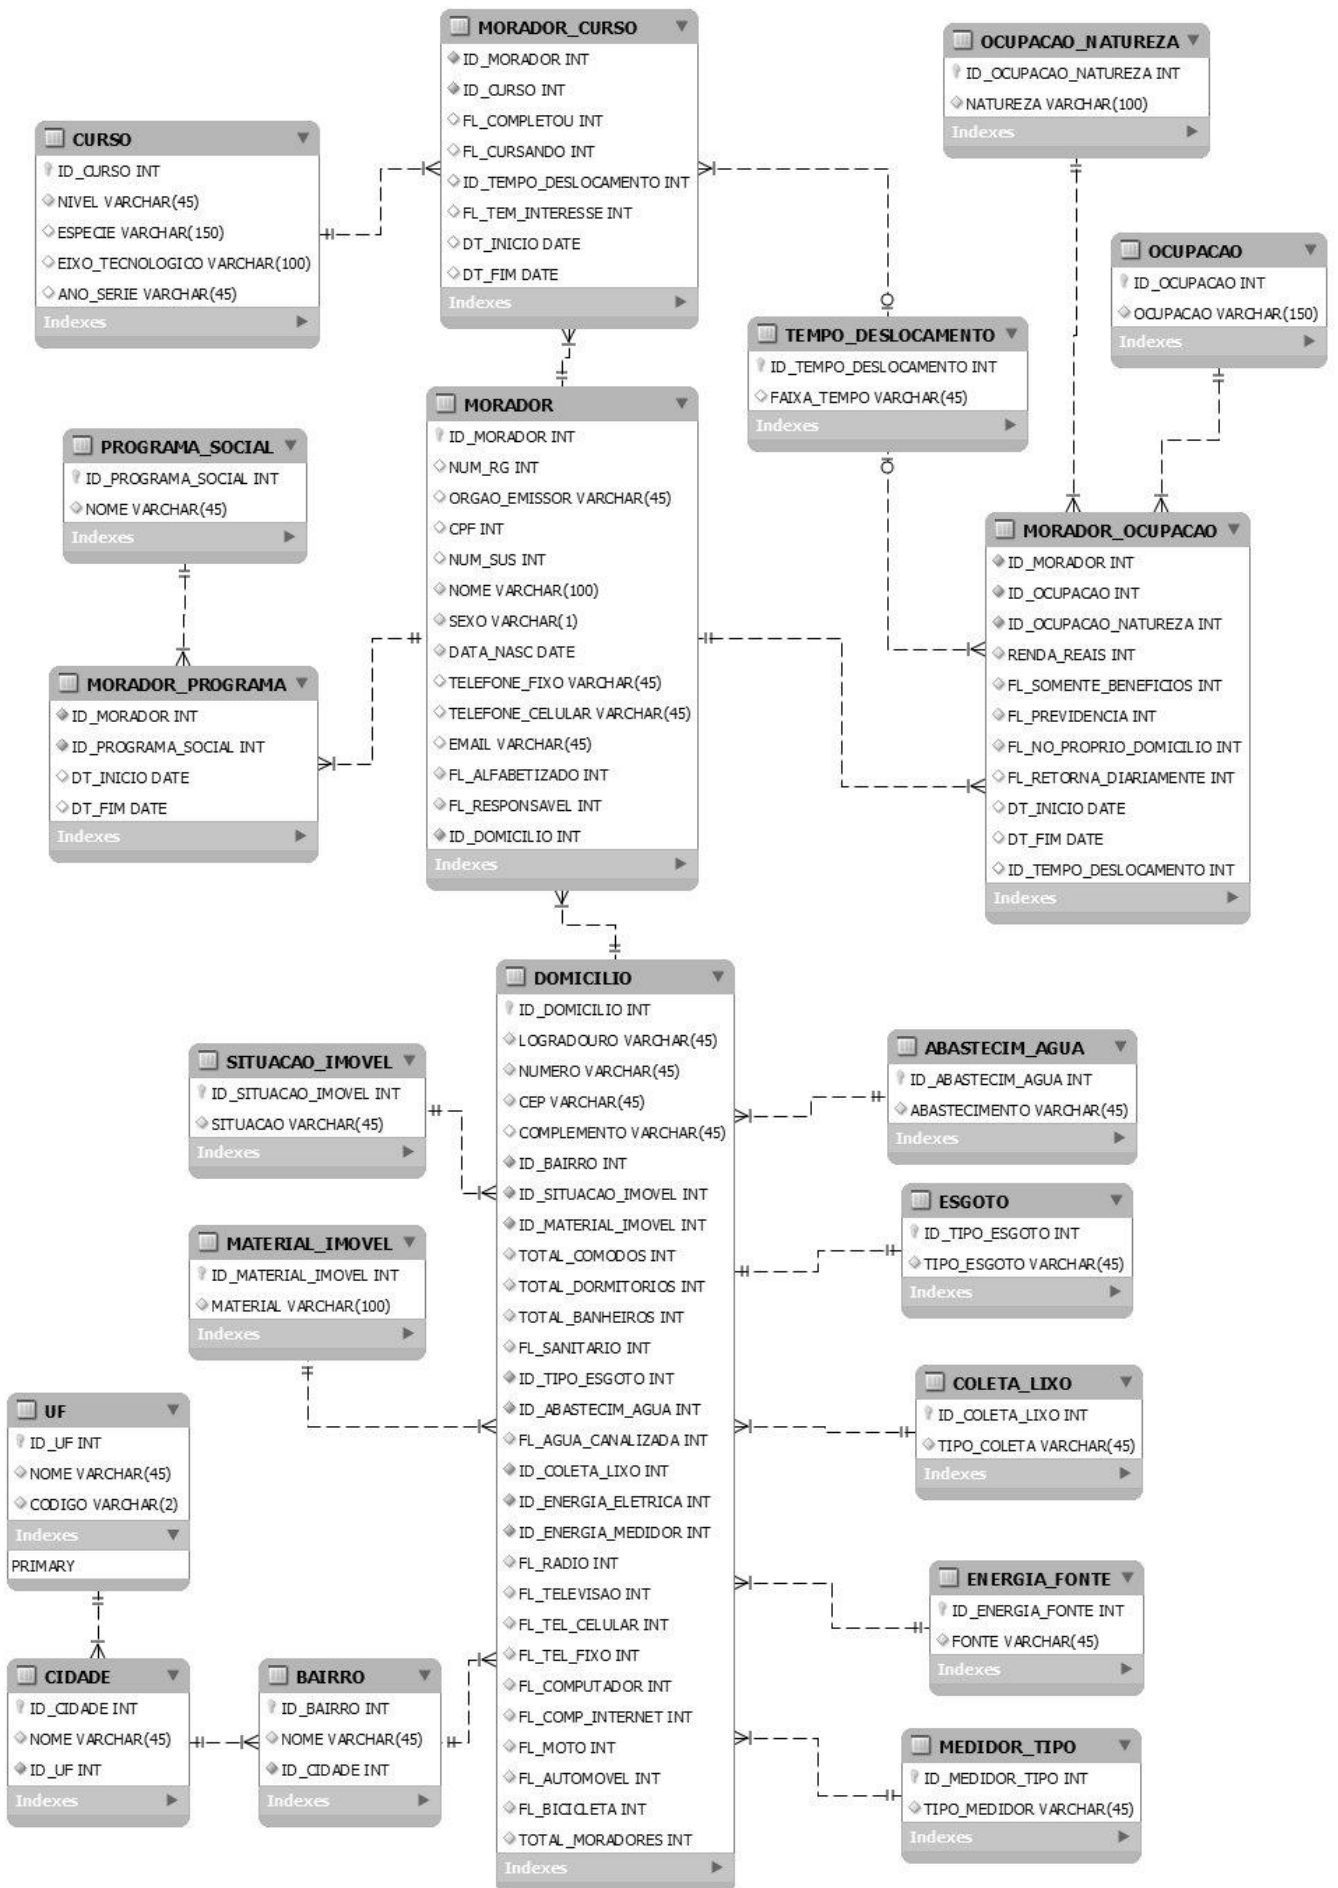 MORADOR_CURSO
ID_MORADOR INT
ID_CURSO INT
FL_COMPLETOU INT
FL_CURSANDO INT
ID_TEMPO_DESLOCAMENTO INT
FL_TEM_INTERESSE INT
DT_INICIO DATE
DT_FIM DATE
Indexes
OCUPACAO_NATUREZA
ID_OCUPACAO_NATUREZA INT
NATUREZA VARCHAR(100)
Indexes
CURSO
ID_CURSO INT
NIVEL VARCHAR(45)
ESPECIE VARCHAR(150)
EIXO_TECNOLOGICO VARCHAR(100)
ANO_SERIE VARCHAR(45)
Indexes
OCUPACAO
ID_OCUPACAO INT
OCUPACAO VARCHAR(150)
Indexes
TEMPO_DESLOCAMENTO
ID_TEMPO_DESLOCAMENTO INT
FAIXA_TEMPO VARCHAR(45)
Indexes
MORADOR
ID_MORADOR INT
NUM_RG INT
ORGAO_EMISSOR VARCHAR(45)
CPF INT
NUM_SUS INT
NOME VARCHAR(100)
SEXO VARCHAR(1)
DATA_NASC DATE
TELEFONE_FIXO VARCHAR(45)
TELEFONE_CELULAR VARCHAR(45)
EMAIL VARCHAR(45)
FL_ALFABETIZADO INT
FL_RESPONSAVEL INT
ID_DOMICILIO INT
Indexes
PROGRAMA_SOCIAL
ID_PROGRAMA_SOCIAL INT
NOME VARCHAR(45)
Indexes
MORADOR_PROGRAMA
ID_MORADOR INT
ID_PROGRAMA_SOCIAL INT
DT_INICIO DATE
DT_FIM DATE
Indexes
MORADOR_OCUPACAO
ID_MORADOR INT
ID_OCUPACAO INT
ID_OCUPACAO_NATUREZA INT
RENDA_REAIS INT
FL_SOMENTE_BENEFICIOS INT
FL_PREVIDENCIA INT
FL_NO_PROPRIO_DOMICILIO INT
FL_RETORNA_DIARIAMENTE INT
DT_INICIO DATE
DT_FIM DATE
ID_TEMPO_DESLOCAMENTO INT
Indexes
DOMICILIO
ID_DOMICILIO INT
LOGRADOURO VARCHAR(45)
NUMERO VARCHAR(45)
CEP VARCHAR(45)
COMPLEMENTO VARCHAR(45)
ID_BAIRRO INT
ID_SITUACAO_IMOVEL INT
ID_MATERIAL_IMOVEL INT
TOTAL_COMODOS INT
TOTAL_DORMITORIOS INT
TOTAL_BANHEIROS INT
FL_SANITARIO INT
ID_TIPO_ESGOTO INT
ID_ABASTECIM_AGUA INT
FL_AGUA_CANALIZADA INT
ID_COLETA_LIXO INT
ID_ENERGIA_ELETRICA INT
ID_ENERGIA_MEDIDOR INT
FL_RADIO INT
FL_TELEVISAO INT
FL_TEL_CELULAR INT
FL_TEL_FIXO INT
FL_COMPUTADOR INT
FL_COMP_INTERNET INT
FL_MOTO INT
FL_AUTOMOVEL INT
FL_BICICLETA INT
TOTAL_MORADORES INT
Indexes
SITUACAO_IMOVEL
ID_SITUACAO_IMOVEL INT
SITUACAO VARCHAR(45)
Indexes
MATERIAL_IMOVEL
ID_MATERIAL_IMOVEL INT
MATERIAL VARCHAR(100)
Indexes
UF
ID_UF INT
NOME VARCHAR(45)
CODIGO VARCHAR(2)
Indexes
PRIMARY
CIDADE
ID_CIDADE INT
NOME VARCHAR(45)
ID_UF INT
Indexes
BAIRRO
ID_BAIRRO INT
NOME VARCHAR(45)
ID_CIDADE INT
Indexes
ABASTECIM_AGUA
ID_ABASTECIM_AGUA INT
ABASTECIMENTO VARCHAR(45)
Indexes
ESGOTO
ID_TIPO_ESGOTO INT
TIPO_ESGOTO VARCHAR(45)
Indexes
COLETA_LIXO
ID_COLETA_LIXO INT
TIPO_COLETA VARCHAR(45)
Indexes
ENERGIA_FONTE
ID_ENERGIA_FONTE INT
FONTE VARCHAR(45)
Indexes
MEDIDOR_TIPO
ID_MEDIDOR_TIPO INT
TIPO_MEDIDOR VARCHAR(45)
Indexes